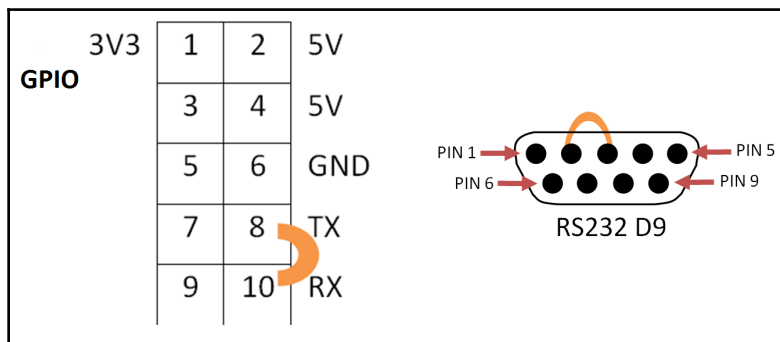 3V3 1 2 5V
GPIO
3 4 5V
5 6 GND
7 8 TX
9 10 RX
PIN 1 PIN 5
PIN 6 PIN 9
RS232 D9